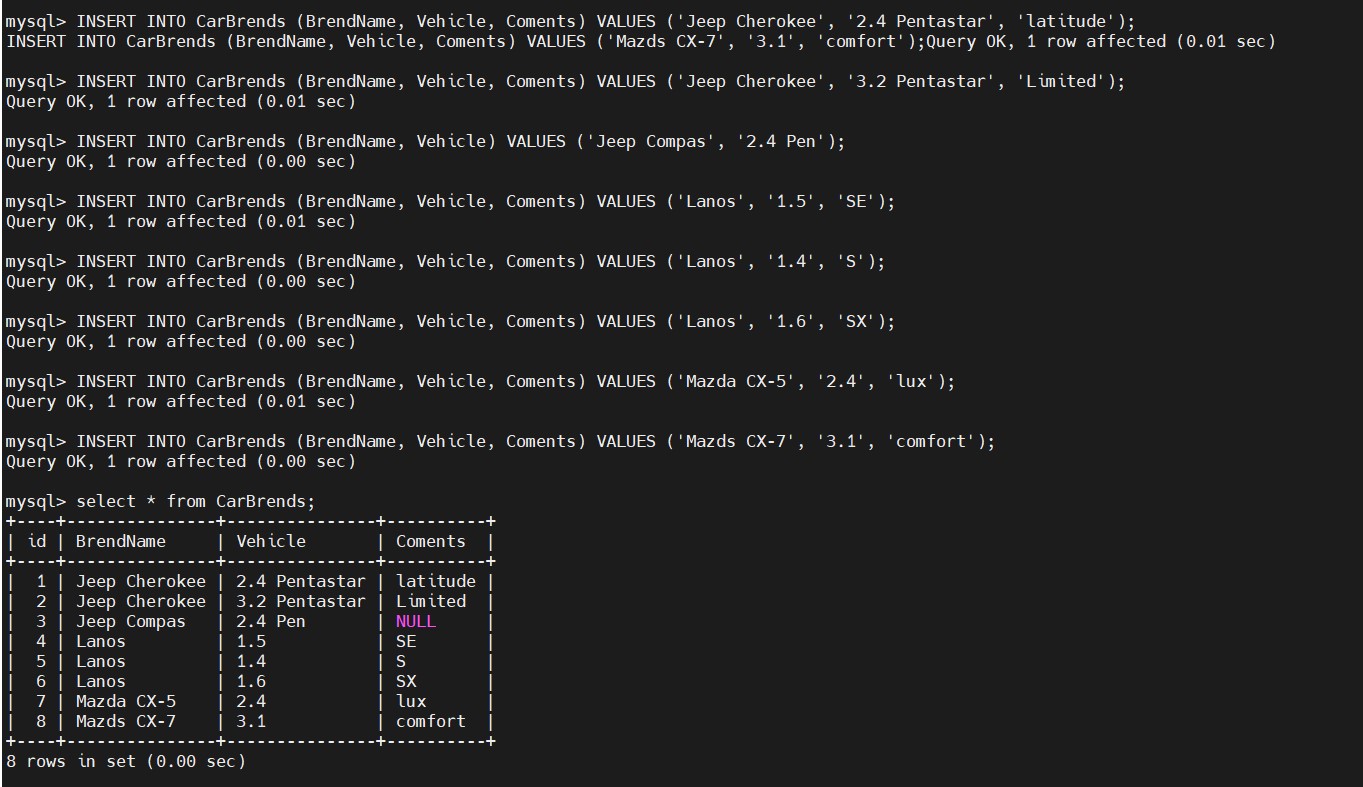 mysql> INSERT INTO CarBrends (BrendName, Vehicle, Coments) VALUES ('Jeep Cherokee', '2.4 Pentastar', 'latitude');
INSERT INTO CarBrends (BrendName, Vehicle, Coments) VALUES ('Mazds CX-7', '3.1', 'comfort');Query OK, 1 row affected (0.01 sec)
mysql> INSERT INTO CarBrends (BrendName, Vehicle, Coments) VALUES ('Jeep Cherokee', '3.2 Pentastar', 'Limited');
Query OK, 1 row affected (0.01 sec)
mysql> INSERT INTO CarBrends (BrendName, Vehicle) VALUES ('Jeep Compas', '2.4 Pen');
Query OK, 1 row affected (0.00 sec)
mysql> INSERT INTO CarBrends (BrendName, Vehicle, Coments) VALUES ('Lanos', '1.5', 'SE');
Query OK, 1 row affected (0.01 sec)
mysql> INSERT INTO CarBrends (BrendName, Vehicle, Coments) VALUES ('Lanos', '1.4', 'S');
Query OK, 1 row affected (0.00 sec)
mysql> INSERT INTO CarBrends (BrendName, Vehicle, Coments) VALUES ('Lanos', '1.6', 'SX');
Query OK, 1 row affected (0.00 sec)
mysql> INSERT INTO CarBrends (BrendName, Vehicle, Coments) VALUES ('Mazda CX-5', '2.4', 'lux');
Query OK, 1 row affected (0.01 sec)
mysql> INSERT INTO CarBrends (BrendName, Vehicle, Coments) VALUES ('Mazds CX-7', '3.1', 'comfort');
Query OK, 1 row affected (0.00 sec)
mysql> select * from CarBrends;
+----+---------------+---------------+----------+
| id | BrendName     | Vehicle       | Coments  |
+----+---------------+---------------+----------+
|  1 | Jeep Cherokee | 2.4 Pentastar | latitude |
|  2 | Jeep Cherokee | 3.2 Pentastar | Limited  |
|  3 | Jeep Compas   | 2.4 Pen       | NULL     |
|  4 | Lanos         | 1.5           | SE       |
|  5 | Lanos         | 1.4           | S        |
|  6 | Lanos         | 1.6           | SX       |
|  7 | Mazda CX-5    | 2.4           | lux      |
|  8 | Mazds CX-7    | 3.1           | comfort  |
+----+---------------+---------------+----------+
8 rows in set (0.00 sec)